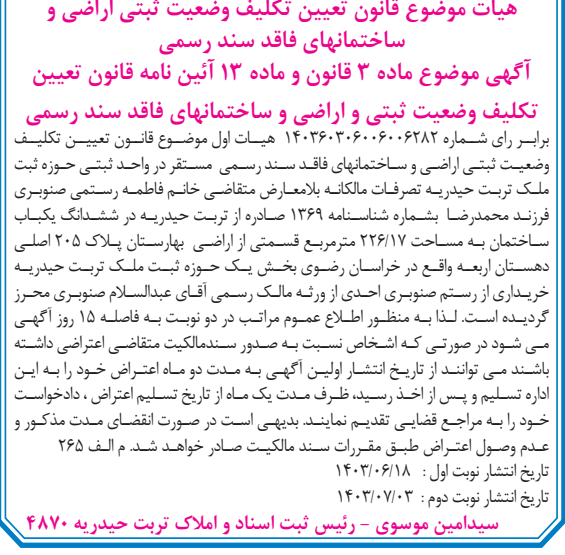 هیات موضوع قانون تعیین تکلیف وضعیت ثبتی اراضی و
ساختمانهای فاقد سند رسمی
آگهی موضوع ماده ۳ قانون و ماده ۱۳ آئین نامه قانون تعیین
تکلیف وضعیت ثبتی و اراضی و ساختمانهای فاقد سند رسمی
برابر رای شماره ۱۴۰۳۶۰۳۰۶۰۰۶۰۰۶۲۸۲ هیات اول موضوع قانون تعیین تکلیف
وضعیت ثبتی اراضی و ساختمانهای فاقد سند رسمی مستقر در واحد ثبتی حوزه ثبت
ملک تربت حیدریه تصرفات مالکانه بلامعارض متقاضی خانم فاطمه رستمی صنوبری
فرزند محمدرضا بشماره شناسنامه ۱۳۶۹ صادره از تربت حیدریه در ششدانگ یکباب
ساختمان به مساحت ۲۲۶/۱۷ مترمربع قسمتی از اراضی بهارستان پلاک ۲۰۵ اصلی
دهستان اربعه واقع در خراسان رضوی بخش یک حوزه ثبت ملک تربت حیدریه
خریداری از رستم صنوبری احدی از ورثه مالک رسمی آقای عبدالسلام صنوبری محرز
گردیده است. لذا به منظور اطلاع عموم مراتب در دو نوبت به فاصله ۱۵ روز آگهی
می شود در صورتی که اشخاص نسبت به صدور سندمالکیت متقاضی اعتراضی داشته
باشند می توانند از تاریخ انتشار اولین آگهی به مدت دو ماه اعتراض خود را به این
اداره تسلیم و پس از اخذ رسید، ظرف مدت یک ماه از تاریخ تسلیم اعتراض ، دادخواست
خود را به مراجع قضایی تقدیم نمایند. بدیهی است در صورت انقضای مدت مذکور و
عدم وصول اعتراض طبق مقررات سند مالکیت صادر خواهد شد. م الف ۲۶۵
تاریخ انتشار نوبت اول : ۱۴۰۳/۰۶/۱۸
تاریخ انتشار نوبت دوم : ۱۴۰۳/۰۷/۰۳
سیدامین موسوی - رئیس ثبت اسناد و املاک تربت حیدریه ۴۸۷۰